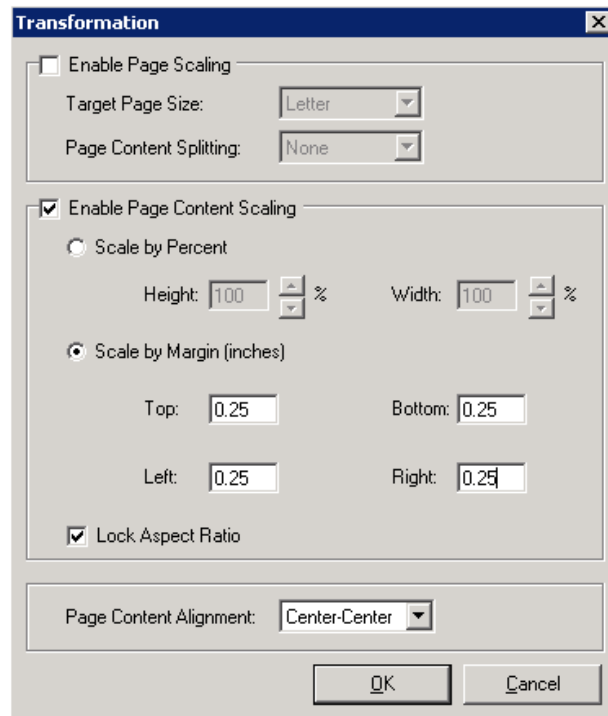 Transformation
Enable Page Scaling
Target Page Size: Letter
Page Content Splitting: None
Enable Page Content Scaling
Scale by Percent
Height: 100 % Width: 100 %
Scale by Margin (inches)
Top: 0.25 Bottom: 0.25
Left: 0.25 Right: 0.25
Lock Aspect Ratio
Page Content Alignment: Center-Center
OK Cancel